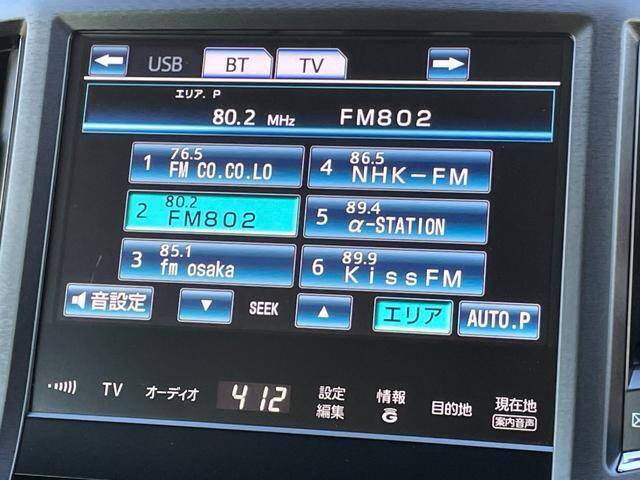 USB BT TV
エリア. P
80.2 MHz FM802
1 76.5 FM CO.CO.LO
4 86.5 NHK-FM
2 80.2 FM802
5 89.4 α-STATION
3 85.1 fm osaka
6 89.9 KissFM
音設定 SEEK エリア AUTO.P
TV オーディオ 412 設定編集 情報G 目的地 現在地
案内音声